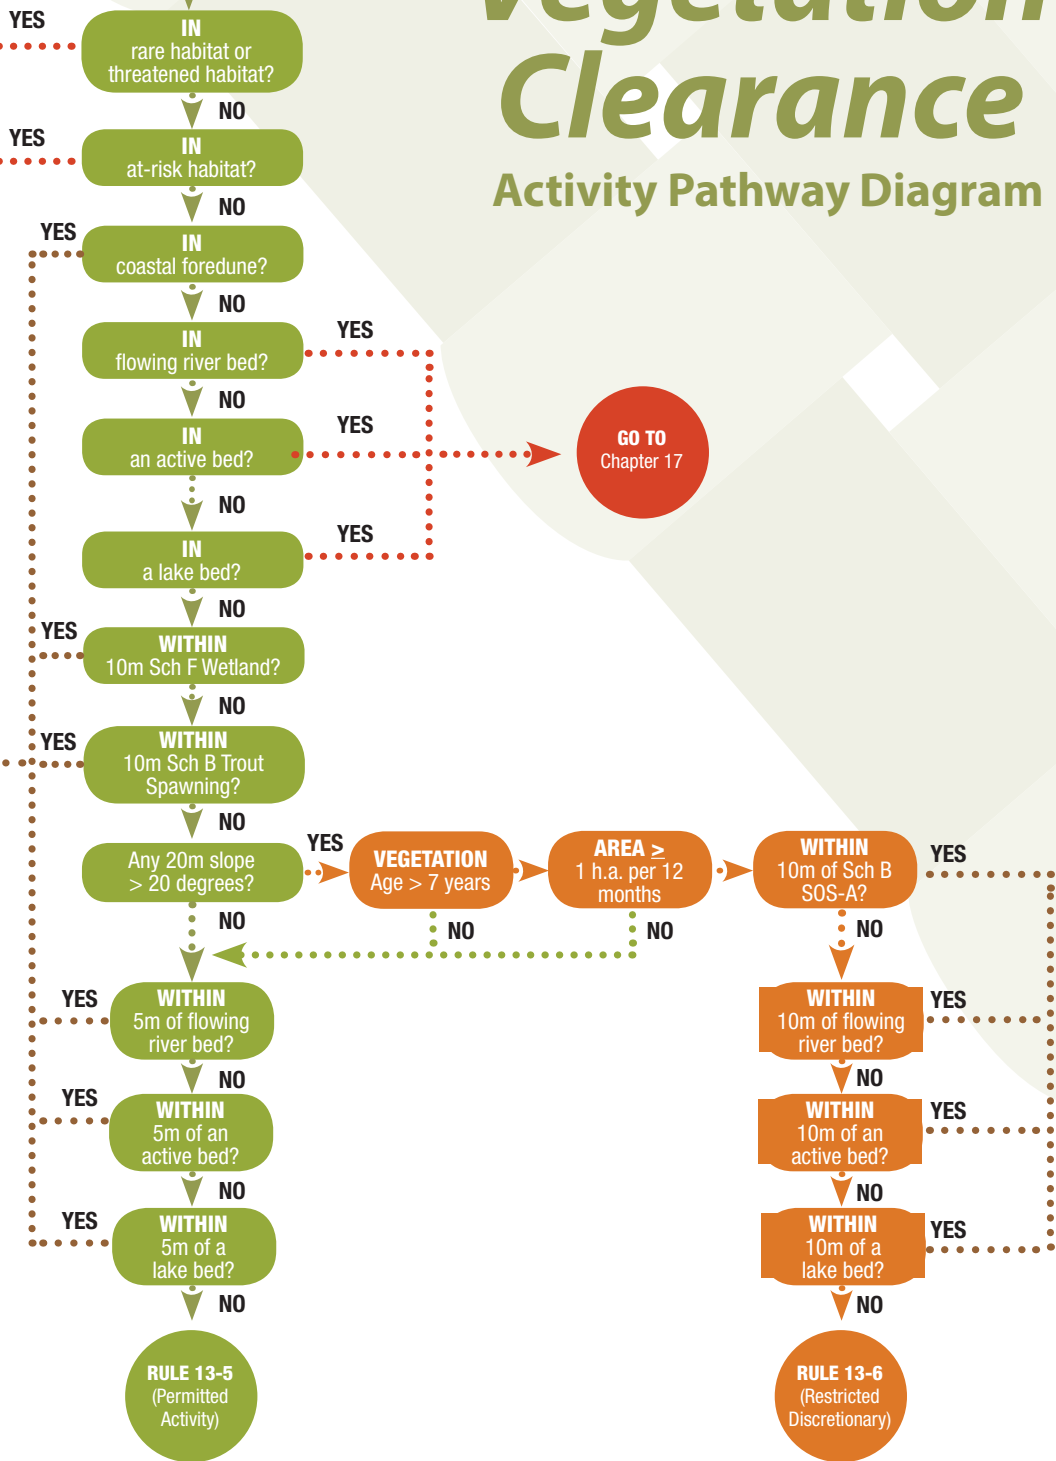 Vegetation
Clearance
Activity Pathway Diagram
YES
IN
rare habitat or
threatened habitat?
NO
YES
IN
at-risk habitat?
NO
YES
IN
coastal foredune?
NO
IN
flowing river bed?
YES
NO
IN
an active bed?
YES
GO TO
Chapter 17
NO
IN
a lake bed?
YES
NO
YES
WITHIN
10m Sch F Wetland?
NO
YES
WITHIN
10m Sch B Trout
Spawning?
NO
Any 20m slope
> 20 degrees?
YES
VEGETATION
Age > 7 years
AREA ≥
1 h.a. per 12
months
WITHIN
10m of Sch B
SOS-A?
YES
NO
NO
NO
NO
YES
WITHIN
5m of flowing
river bed?
WITHIN
10m of flowing
river bed?
YES
NO
NO
YES
WITHIN
5m of an
active bed?
WITHIN
10m of an
active bed?
YES
NO
NO
YES
WITHIN
5m of a
lake bed?
WITHIN
10m of a
lake bed?
YES
NO
NO
RULE 13-5
(Permitted
Activity)
RULE 13-6
(Restricted
Discretionary)